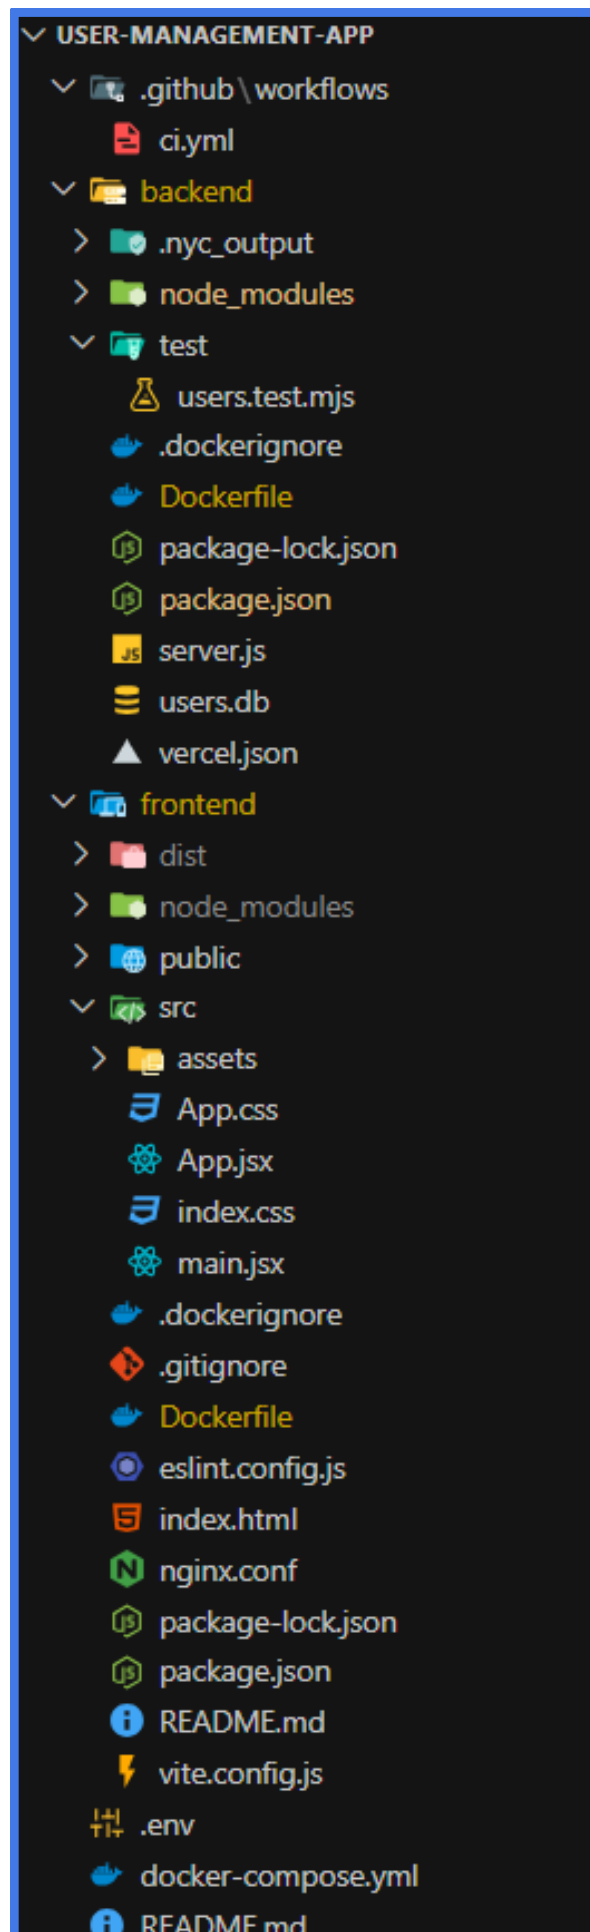 USER-MANAGEMENT-APP
.github\workflows
ci.yml
backend
.nyc_output
node_modules
test
users.test.mjs
.dockerignore
Dockerfile
package-lock.json
package.json
server.js
users.db
vercel.json
frontend
dist
node_modules
public
src
assets
App.css
App.jsx
index.css
main.jsx
.dockerignore
.gitignore
Dockerfile
eslint.config.js
index.html
nginx.conf
package-lock.json
package.json
README.md
vite.config.js
.env
docker-compose.yml
README.md